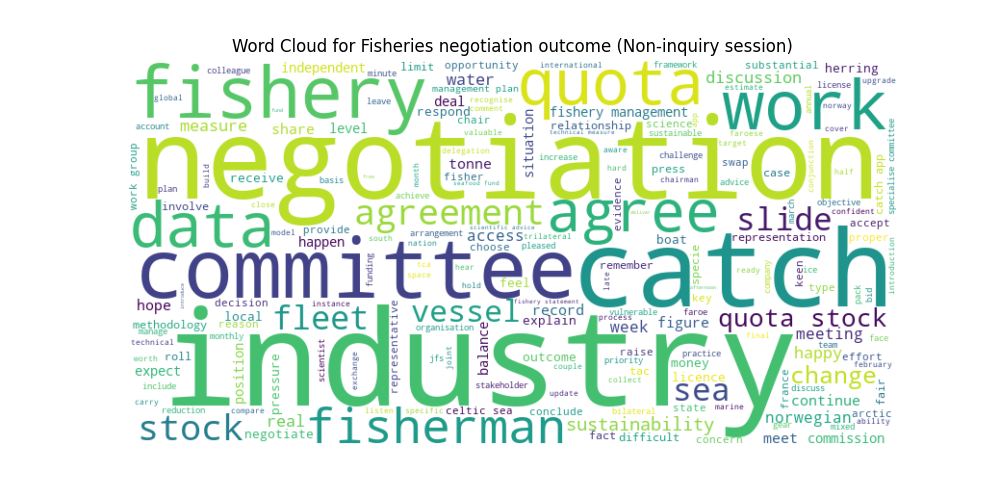 Word Cloud for Fisheries negotiation outcome (Non-inquiry session)
fishery
quota
work
negotiation
data
agreement
agree
slide
committee
catch
industry
fleet
vessel
quota stock
stock
fisherman
sustainability
sea
change
colleague
independent
limit
opportunity
international
framework
substantial
herring
global
minute
leave
management plan
water
discussion
license
upgrade
fund
recognise
comment
deal
respond
chair
fishery management
estimate
annual
norway
account
measure
share
level
valuable
relationship
technical measure
science
sustainable
app
faroese
target
cover
work group
build
delegation
situation
aware
increase
hard
challenge
chairman
press
advice
swap
case
conjunction
half
catch app
specialise committee
plan
receive
basis
month
tonne
fisher
seafood fund
involve
close
achieve
evidence
deliver
march
objective
confident
accept
model
provide
happen
south
arrangement
nation
scientific advice
access
choose
trilateral
pleased
boat
representation
proper
introduction
hope
funding
tca
space
hear
hold
feel
late
remember
specie
key
ready
company
keen
ice
type
pack
bid
decision
instance
local
reason
monthly
methodology
manage
technical
fishery statement
record
explain
process
vulnerable
faroe
week
figure
afternoon
final
meeting
team
face
worth
roll
expect
include
position
pressure
scientist
exchange
representative
organisation
jfs
joint
balance
outcome
couple
stakeholder
update
raise
priority
tac
collect
practice
money
licence
happy
effort
february
france
discuss
continue
fair
carry
reduction
compare
real
negotiate
listen
specific
celtic sea
conclude
fact
bilateral
difficult
state
marine
concern
gear
norwegian
meet
mixed
arctic
ability
commission